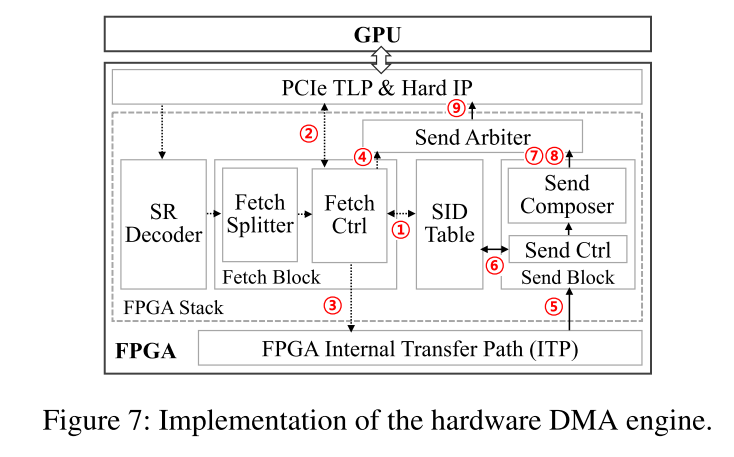 GPU
PCIe TLP & Hard IP
⑨
②
Send Arbiter
④
⑦ ⑧
SR
Decoder
Fetch
Splitter
Fetch
Ctrl
①
SID
Table
Send
Composer
Send Ctrl
⑥
Fetch Block
Send Block
FPGA Stack
③
⑤
FPGA
FPGA Internal Transfer Path (ITP)
Figure 7: Implementation of the hardware DMA engine.